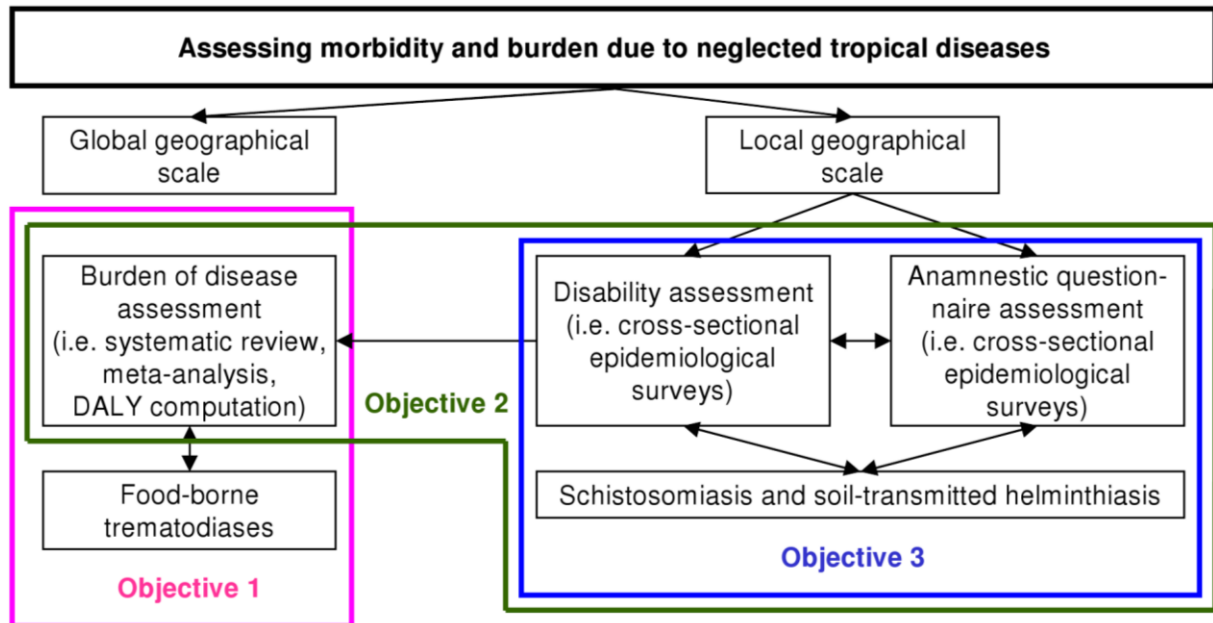 Assessing morbidity and burden due to neglected tropical diseases
Global geographical
scale
Local geographical
scale
Burden of disease
assessment
(i.e. systematic review,
meta-analysis,
DALY computation)
Disability assessment
(i.e. cross-sectional
epidemiological
surveys)
Anamnestic question-
naire assessment
(i.e. cross-sectional
epidemiological
surveys)
Objective 2
Food-borne
trematodiases
Schistosomiasis and soil-transmitted helminthiasis
Objective 1
Objective 3